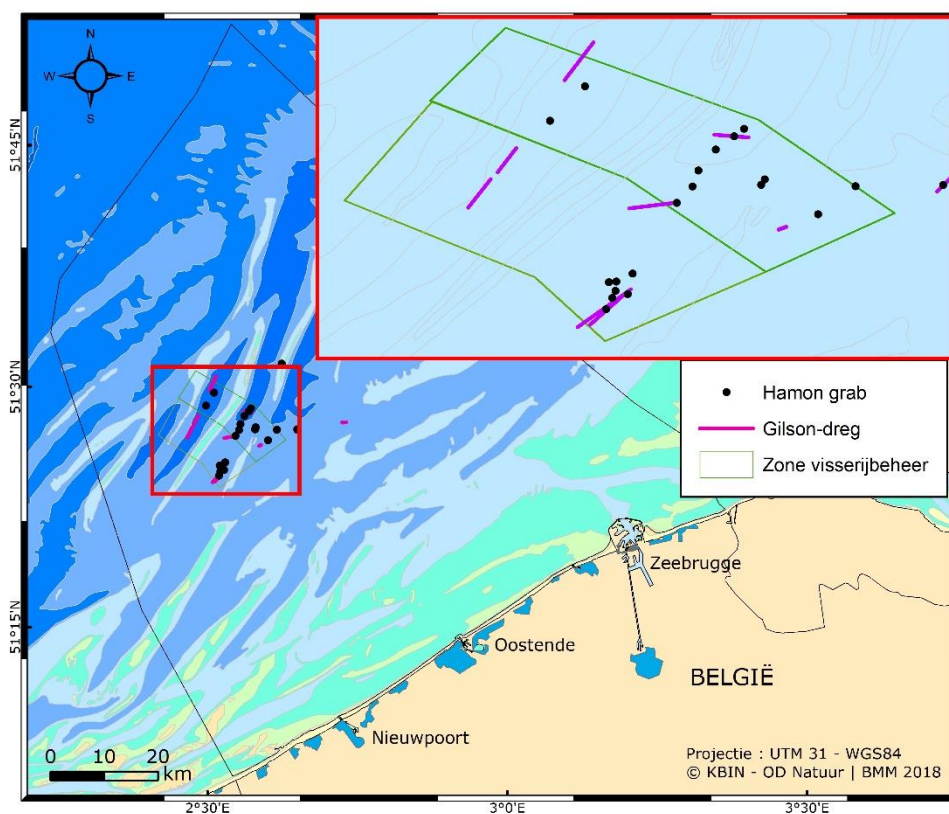 N
W E
S
51°45'N
51°30'N
51°15'N
Hamon grab
Gilson-dreg
Zone visserijbeheer
Zeebrugge
Oostende
BELGIË
Nieuwpoort
0 10 20
km
Projectie : UTM 31 - WGS84
© KBIN - OD Natuur | BMM 2018
2°30'E
3°0'E
3°30'E